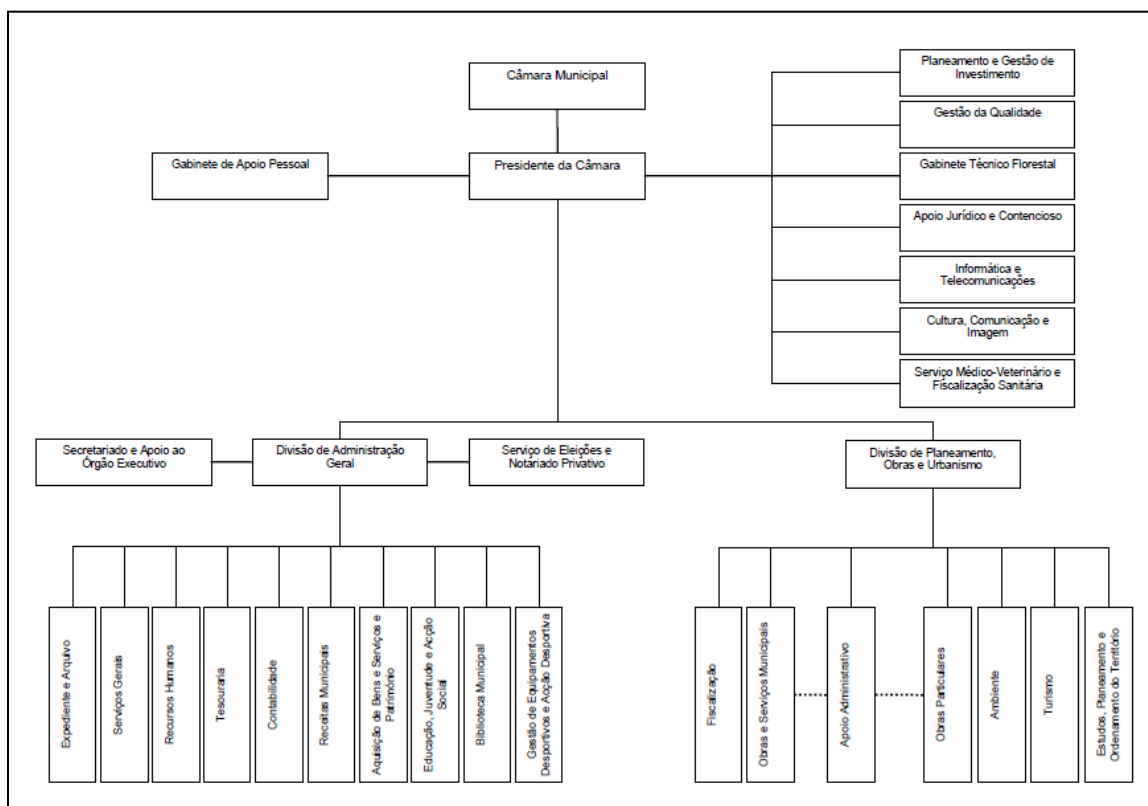 Câmara Municipal
Planeamento e Gestão de
Investimento
Gestão da Qualidade
Gabinete de Apoio Pessoal
Presidente da Câmara
Gabinete Técnico Florestal
Apoio Jurídico e Contencioso
Informática e
Telecomunicações
Cultura, Comunicação e
Imagem
Serviço Médico-Veterinário e
Fiscalização Sanitária
Secretariado e Apoio ao
Órgão Executivo
Divisão de Administração
Geral
Serviço de Eleições e
Notariado Privativo
Divisão de Planeamento,
Obras e Urbanismo
Expediente e Arquivo
Serviços Gerais
Recursos Humanos
Tesouraria
Contabilidade
Receitas Municipais
Aquisição de Bens e Serviços e
Património
Educação, Juventude e Acção
Social
Biblioteca Municipal
Gestão de Equipamentos
Desportivos e Acção Desportiva
Fiscalização
Obras e Serviços Municipais
Apoio Administrativo
Obras Particulares
Ambiente
Turismo
Estudos, Planeamento e
Ordenamento do Território